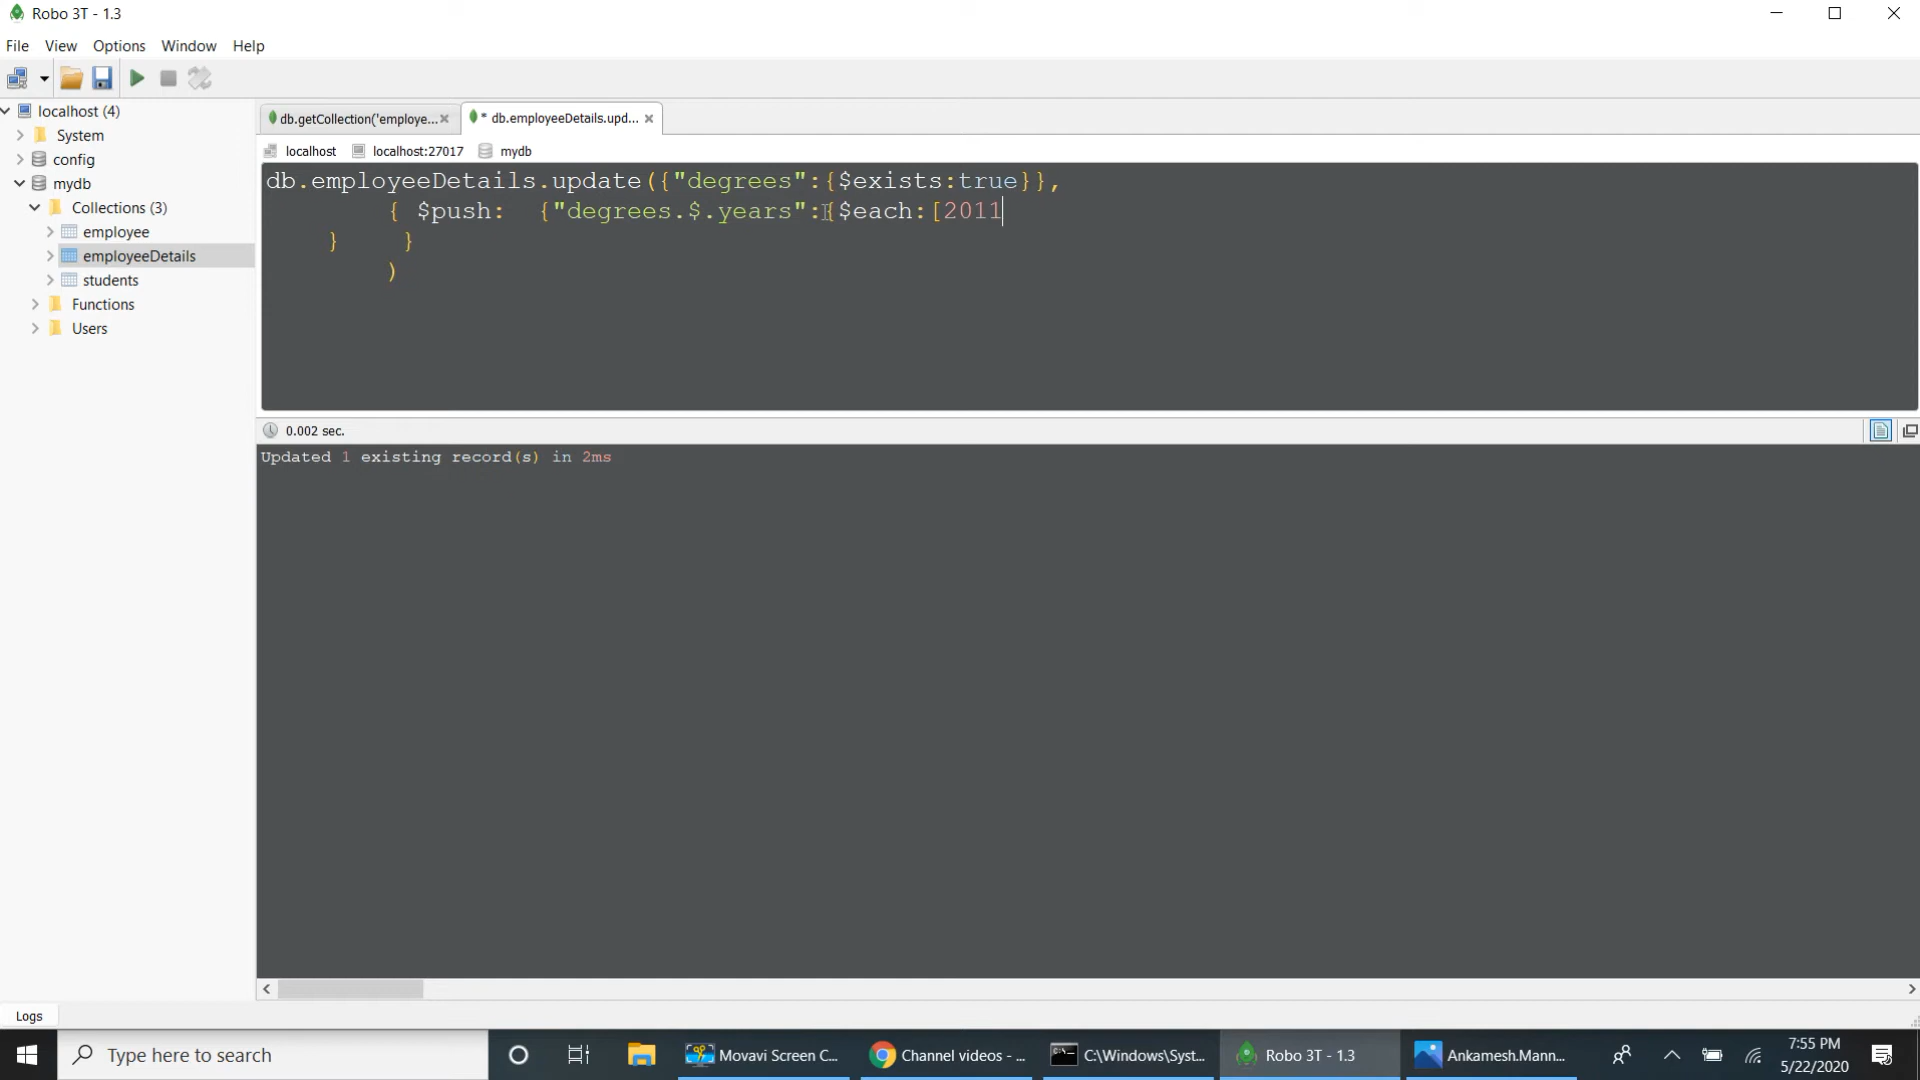 Robo 3T - 1.3
File View Options Window Help
localhost (4)
System
config
mydb
Collections (3)
employee
employeeDetails
students
Functions
Users
db.getCollection('employe...
* db.employeeDetails.upd...
localhost localhost:27017 mydb
db.employeeDetails.update({"degrees":{$exists:true}},
{ $push: {"degrees.$.years":{$each:[2011
} }
)
0.002 sec.
Updated 1 existing record(s) in 2ms
Logs
Type here to search
Movavi Screen C...
Channel videos - ...
C:\Windows\Syst...
Robo 3T - 1.3
Ankamesh.Mann...
7:55 PM
5/22/2020